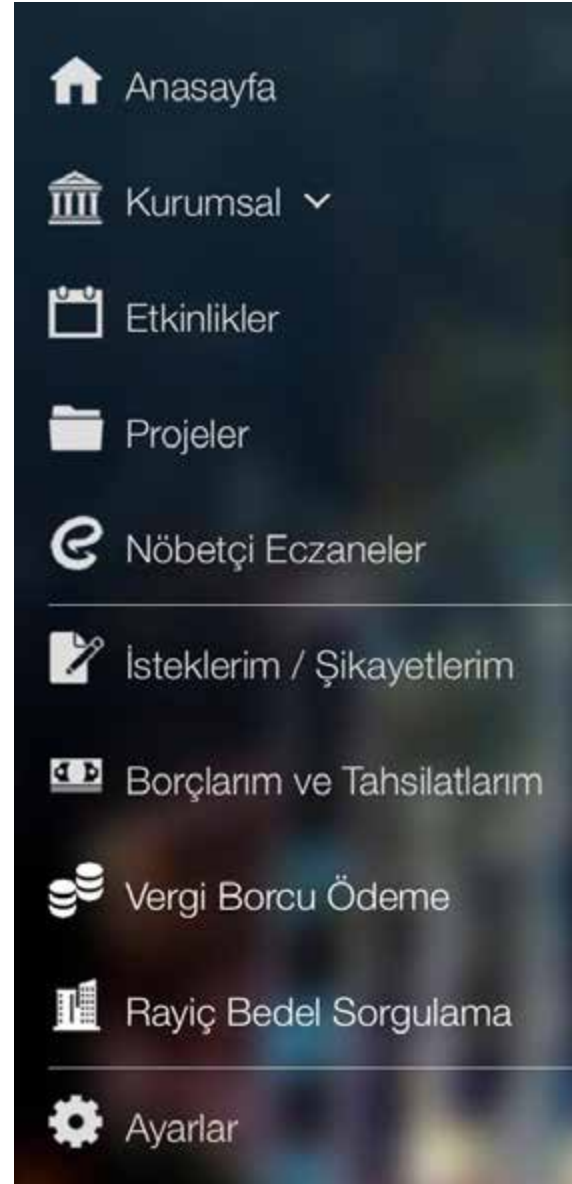 Anasayfa
Kurumsal
Etkinlikler
Projeler
Nöbetçi Eczaneler
İsteklerim / Şikayetlerim
Borçlarım ve Tahsilatlarım
Vergi Borcu Ödeme
Rayiç Bedel Sorgulama
Ayarlar